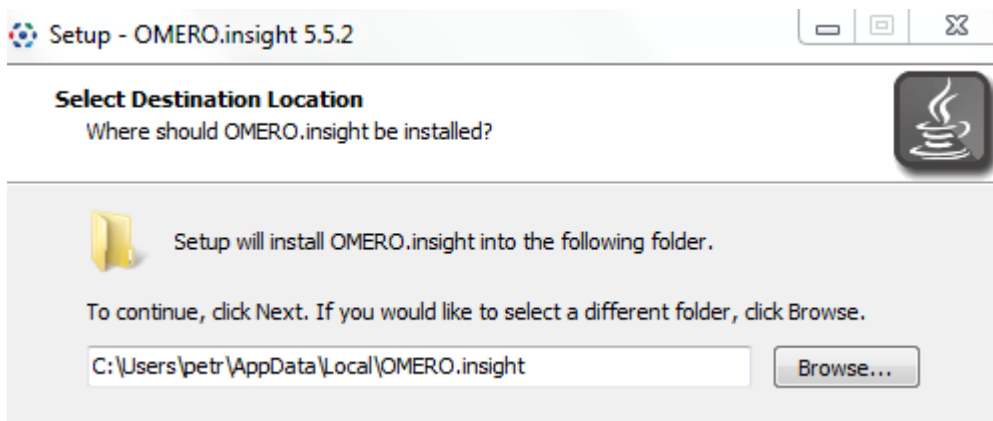 Setup - OMERO.insight 5.5.2
Select Destination Location
Where should OMERO.insight be installed?
Setup will install OMERO.insight into the following folder.
To continue, click Next. If you would like to select a different folder, click Browse.
C:\Users\petr\AppData\Local\OMERO.insight
Browse...